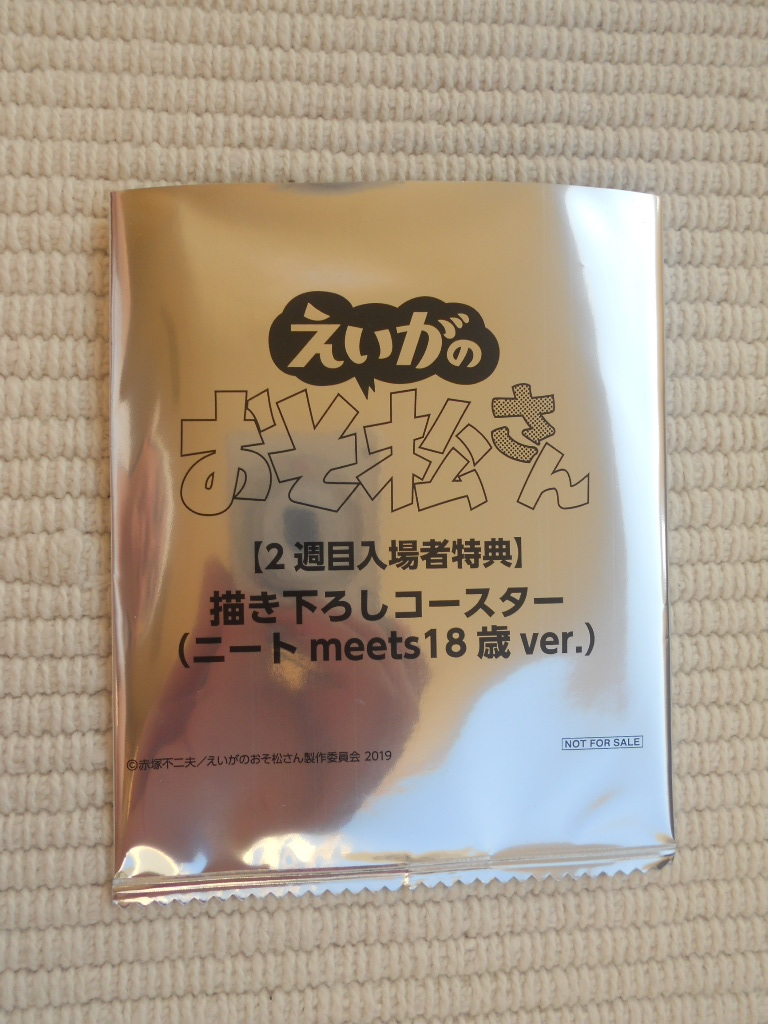 えいがの
おそ松さん
【2週目入場者特典】
描き下ろしコースター
(ニート meets18歳 ver.)
NOT FOR SALE
©赤塚不二夫／えいがのおそ松さん製作委員会 2019